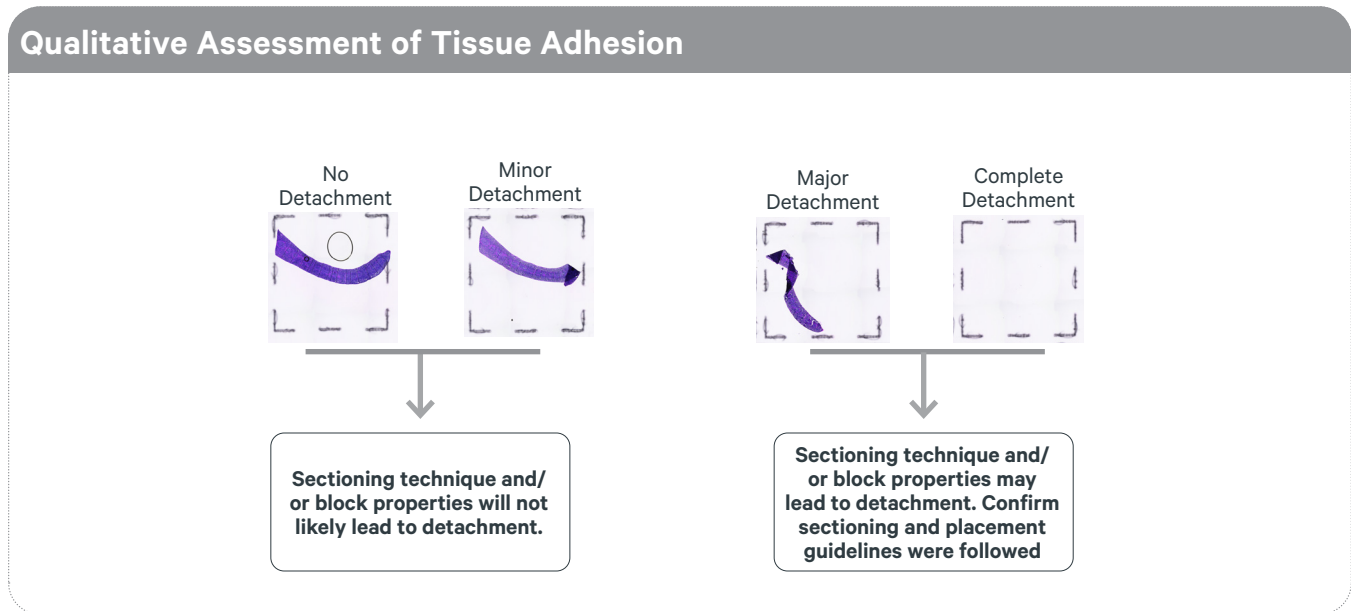 Qualitative Assessment of Tissue Adhesion
No
Detachment
Minor
Detachment
Major
Detachment
Complete
Detachment
Sectioning technique and/
or block properties will not
likely lead to detachment.
Sectioning technique and/
or block properties may
lead to detachment. Confirm
sectioning and placement
guidelines were followed